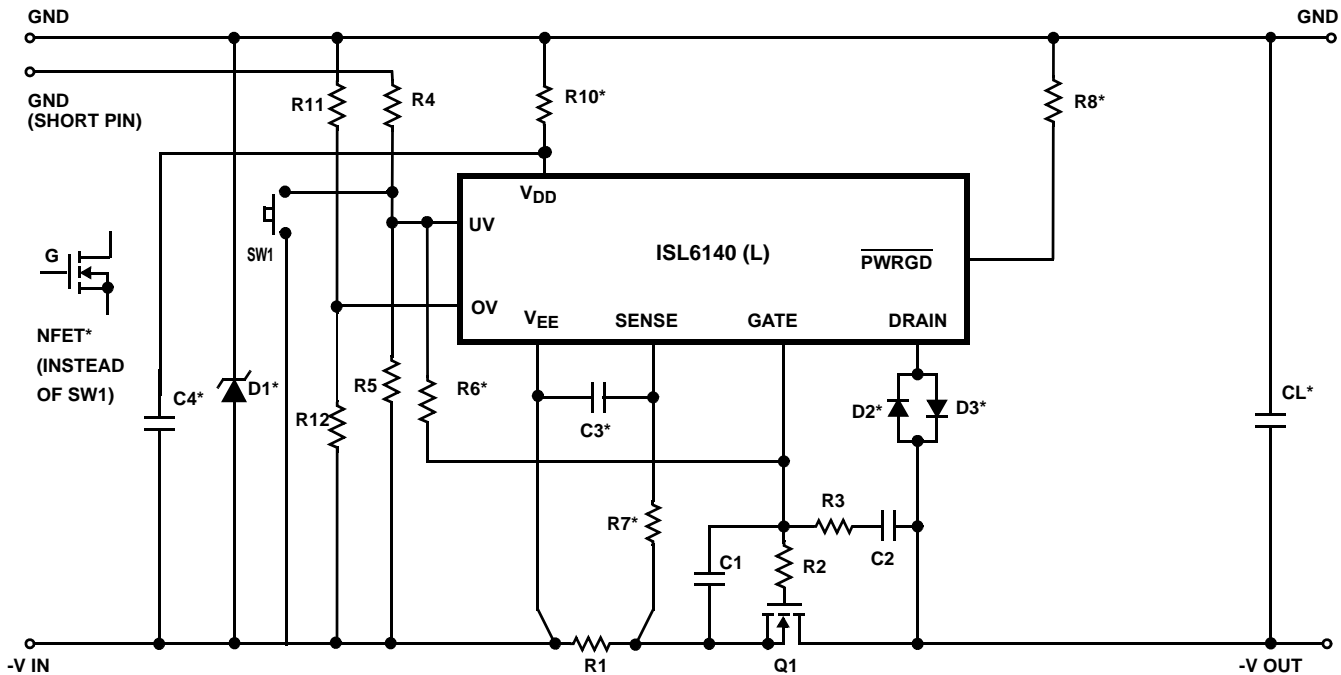 GND
GND
GND
(SHORT PIN)
R11
R4
R10*
R8*
VDD
UV
SW1
ISL6140 (L)
PWRGD
G
OV
VEE
SENSE
GATE
DRAIN
NFET*
(INSTEAD
OF SW1)
C4*
D1*
R5
R6*
R12
C3*
D2*
D3*
CL*
R7*
R3
C1
R2
C2
-V IN
R1
Q1
-V OUT